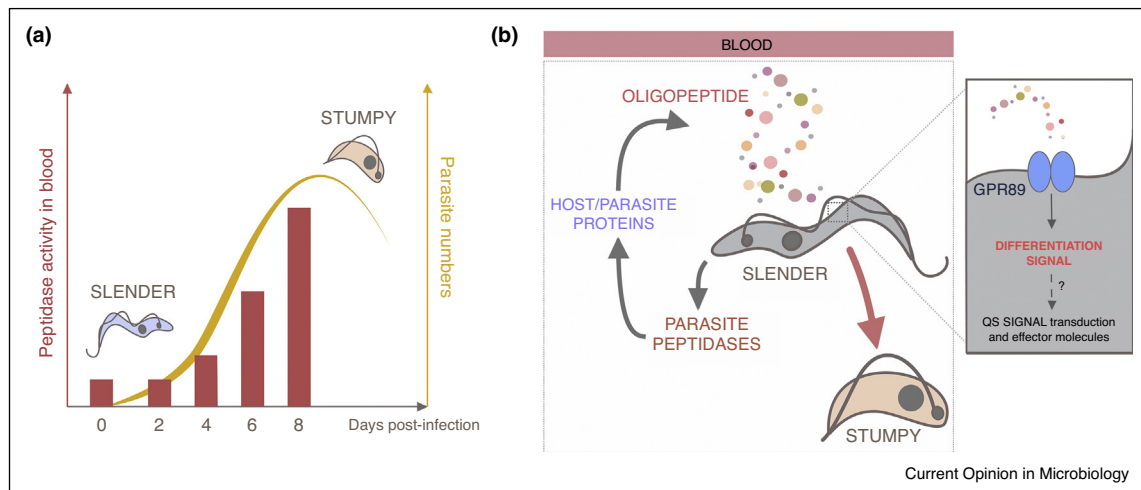 (a)
Peptidase activity in blood
Parasite numbers
STUMPY
SLENDER
0 2 4 6 8 Days post-infection
(b)
BLOOD
OLIGOPEPTIDE
HOST/PARASITE
PROTEINS
SLENDER
PARASITE
PEPTIDASES
STUMPY
GPR89
DIFFERENTIATION
SIGNAL
?
QS SIGNAL transduction
and effector molecules
Current Opinion in Microbiology